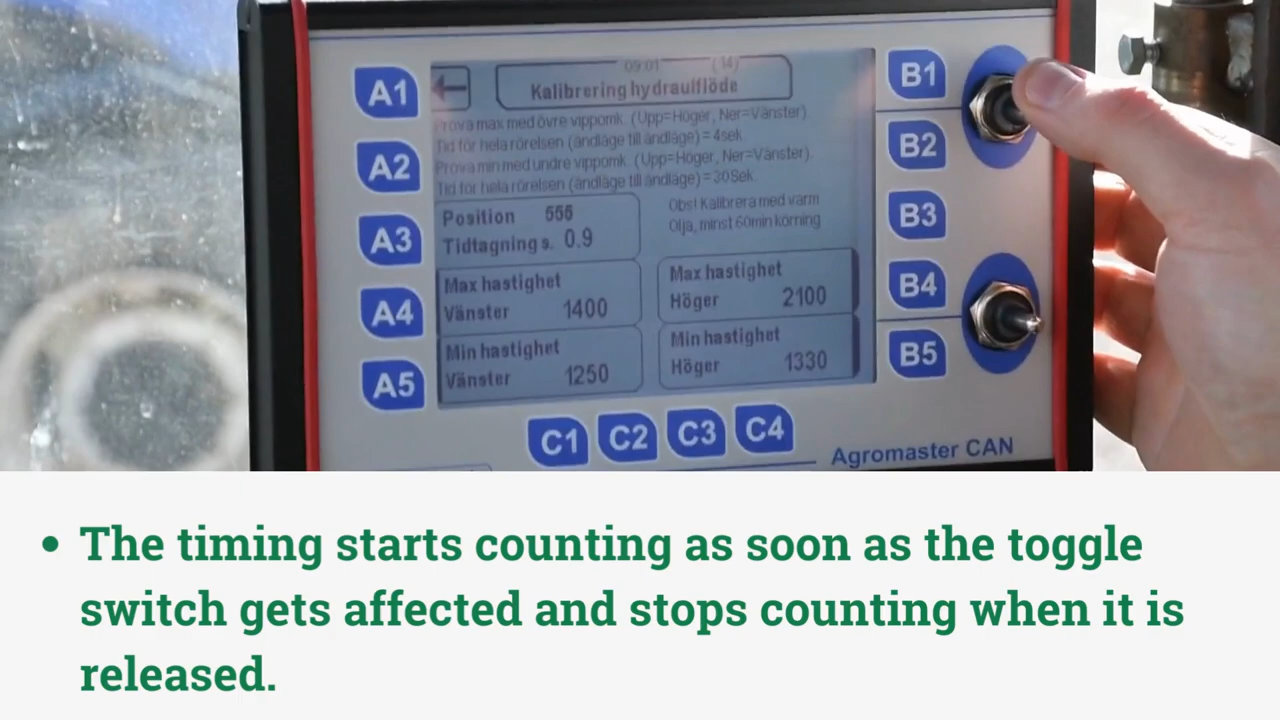 09:01 (14)
Kalibrering hydraulflöde
Prova max med övre vippomk. (Upp=Höger, Ner=Vänster).
Tid för hela rörelsen (ändläge till ändläge) = 4sek.
Prova min med undre vippomk. (Upp=Höger, Ner=Vänster).
Tid för hela rörelsen (ändläge till ändläge) = 30Sek.
Position 556
Tidtagning s. 0.9
Obs! Kalibrera med varm
Olja, minst 60min körning
Max hastighet
Vänster 1400
Max hastighet
Höger 2100
Min hastighet
Vänster 1250
Min hastighet
Höger 1330
A1
A2
A3
A4
A5
B1
B2
B3
B4
B5
C1 C2 C3 C4
Agromaster CAN
• The timing starts counting as soon as the toggle
switch gets affected and stops counting when it is
released.